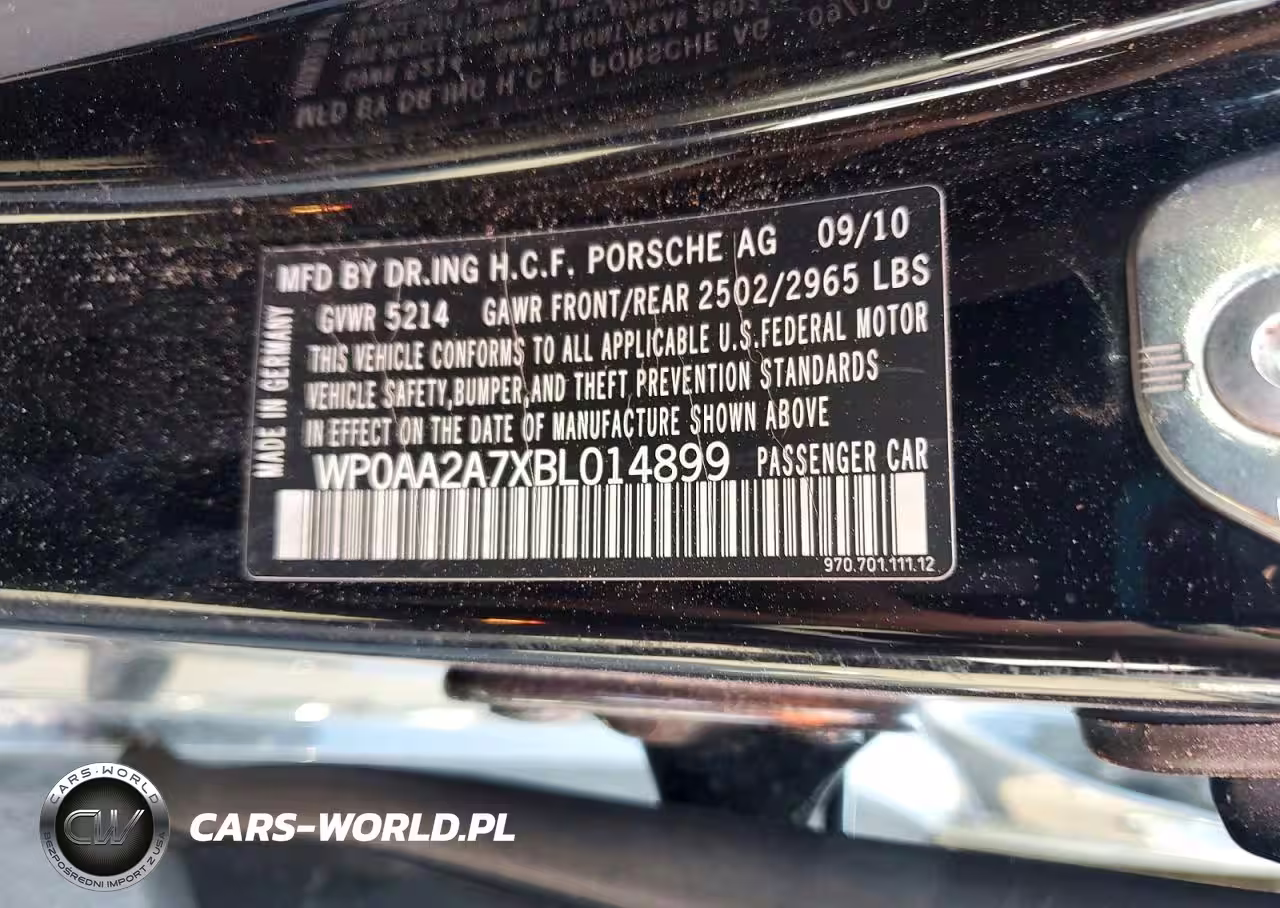 MFD BY DR.ING H.C.F. PORSCHE AG 09/10
GVWR 5214 GAWR FRONT/REAR 2502/2965 LBS
THIS VEHICLE CONFORMS TO ALL APPLICABLE U.S.FEDERAL MOTOR
VEHICLE SAFETY,BUMPER,AND THEFT PREVENTION STANDARDS
IN EFFECT ON THE DATE OF MANUFACTURE SHOWN ABOVE
WP0AA2A7XBL014899 PASSENGER CAR
970.701.111.12
MADE IN GERMANY
CARS-WORLD
CW
BEZPOŚREDNI IMPORT Z USA
CARS-WORLD.PL